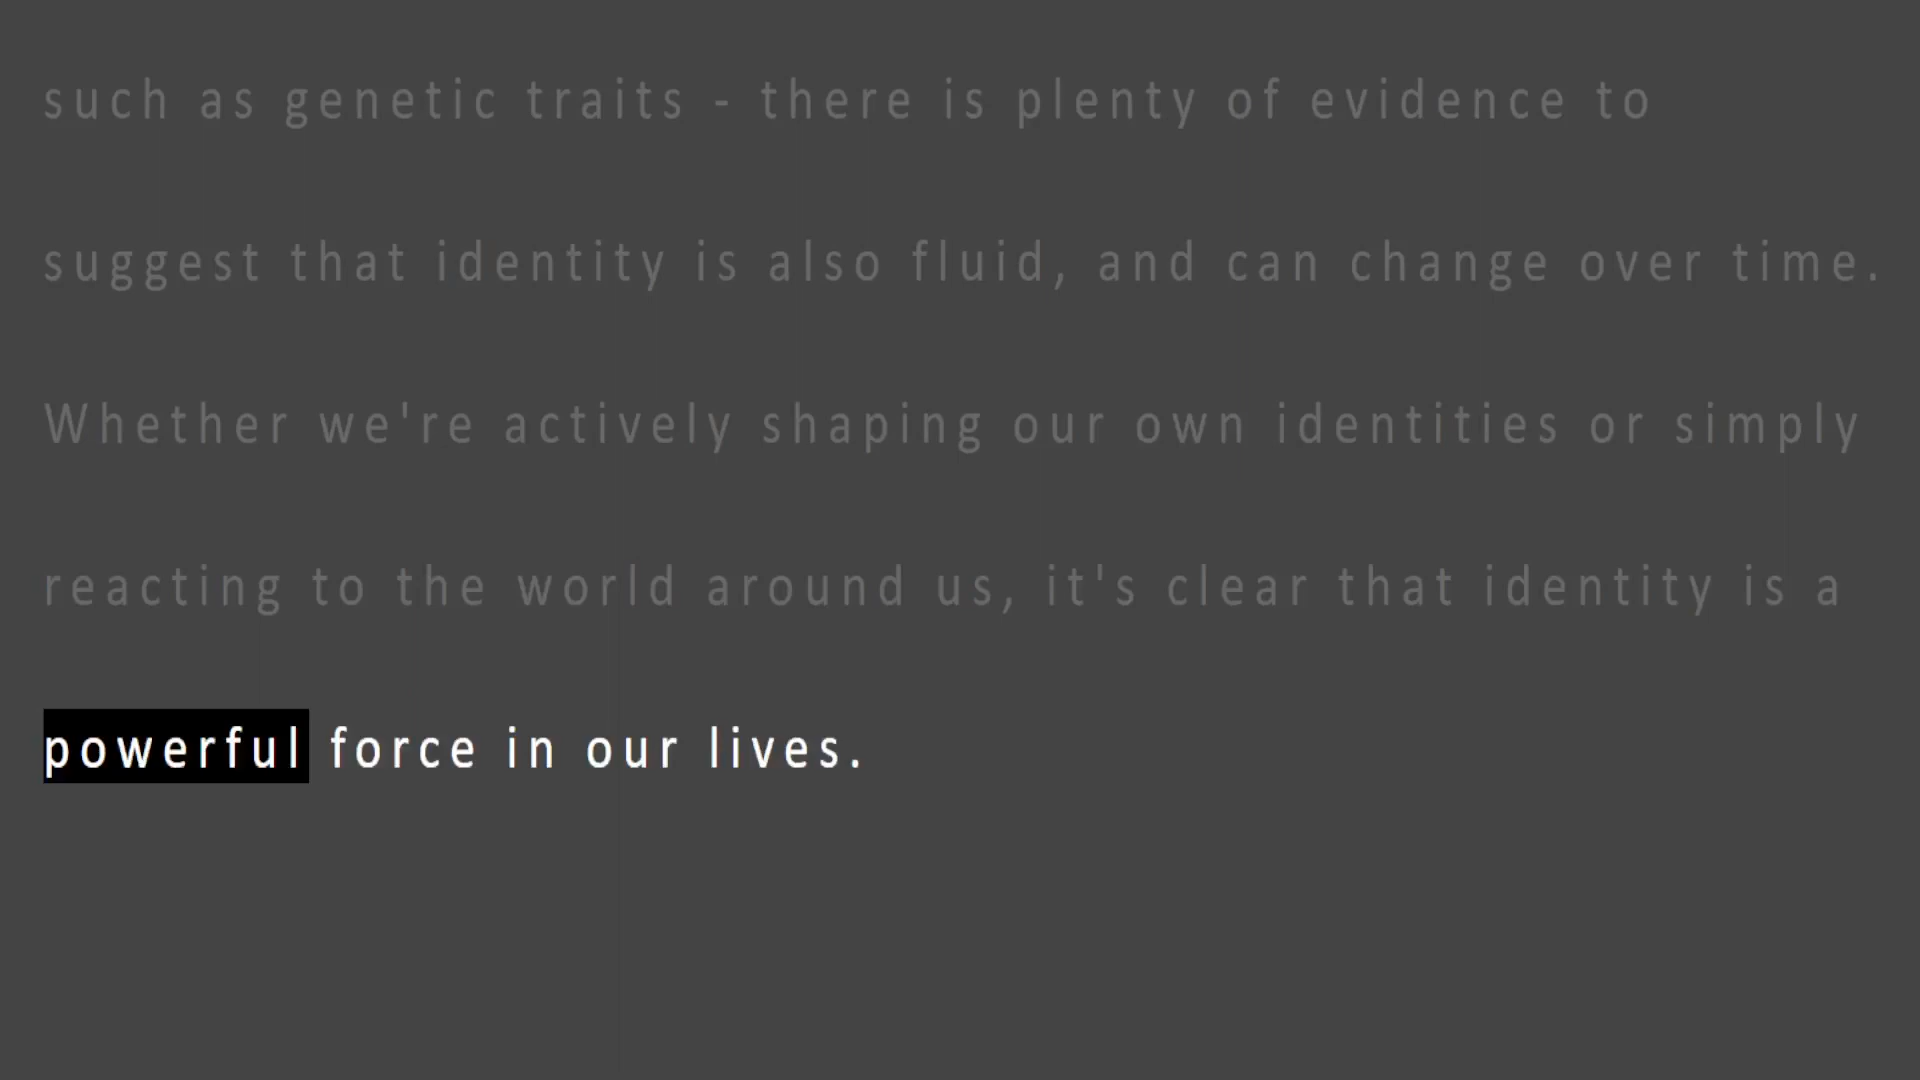 such as genetic traits - there is plenty of evidence to
suggest that identity is also fluid, and can change over time.
Whether we're actively shaping our own identities or simply
reacting to the world around us, it's clear that identity is a
powerful force in our lives.